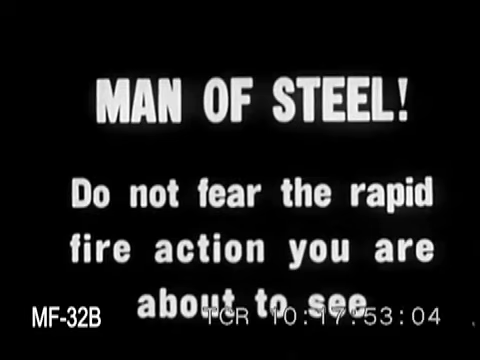 MAN OF STEEL!
Do not fear the rapid
fire action you are
about to see
MF-32B
TCR 10:17:53:04